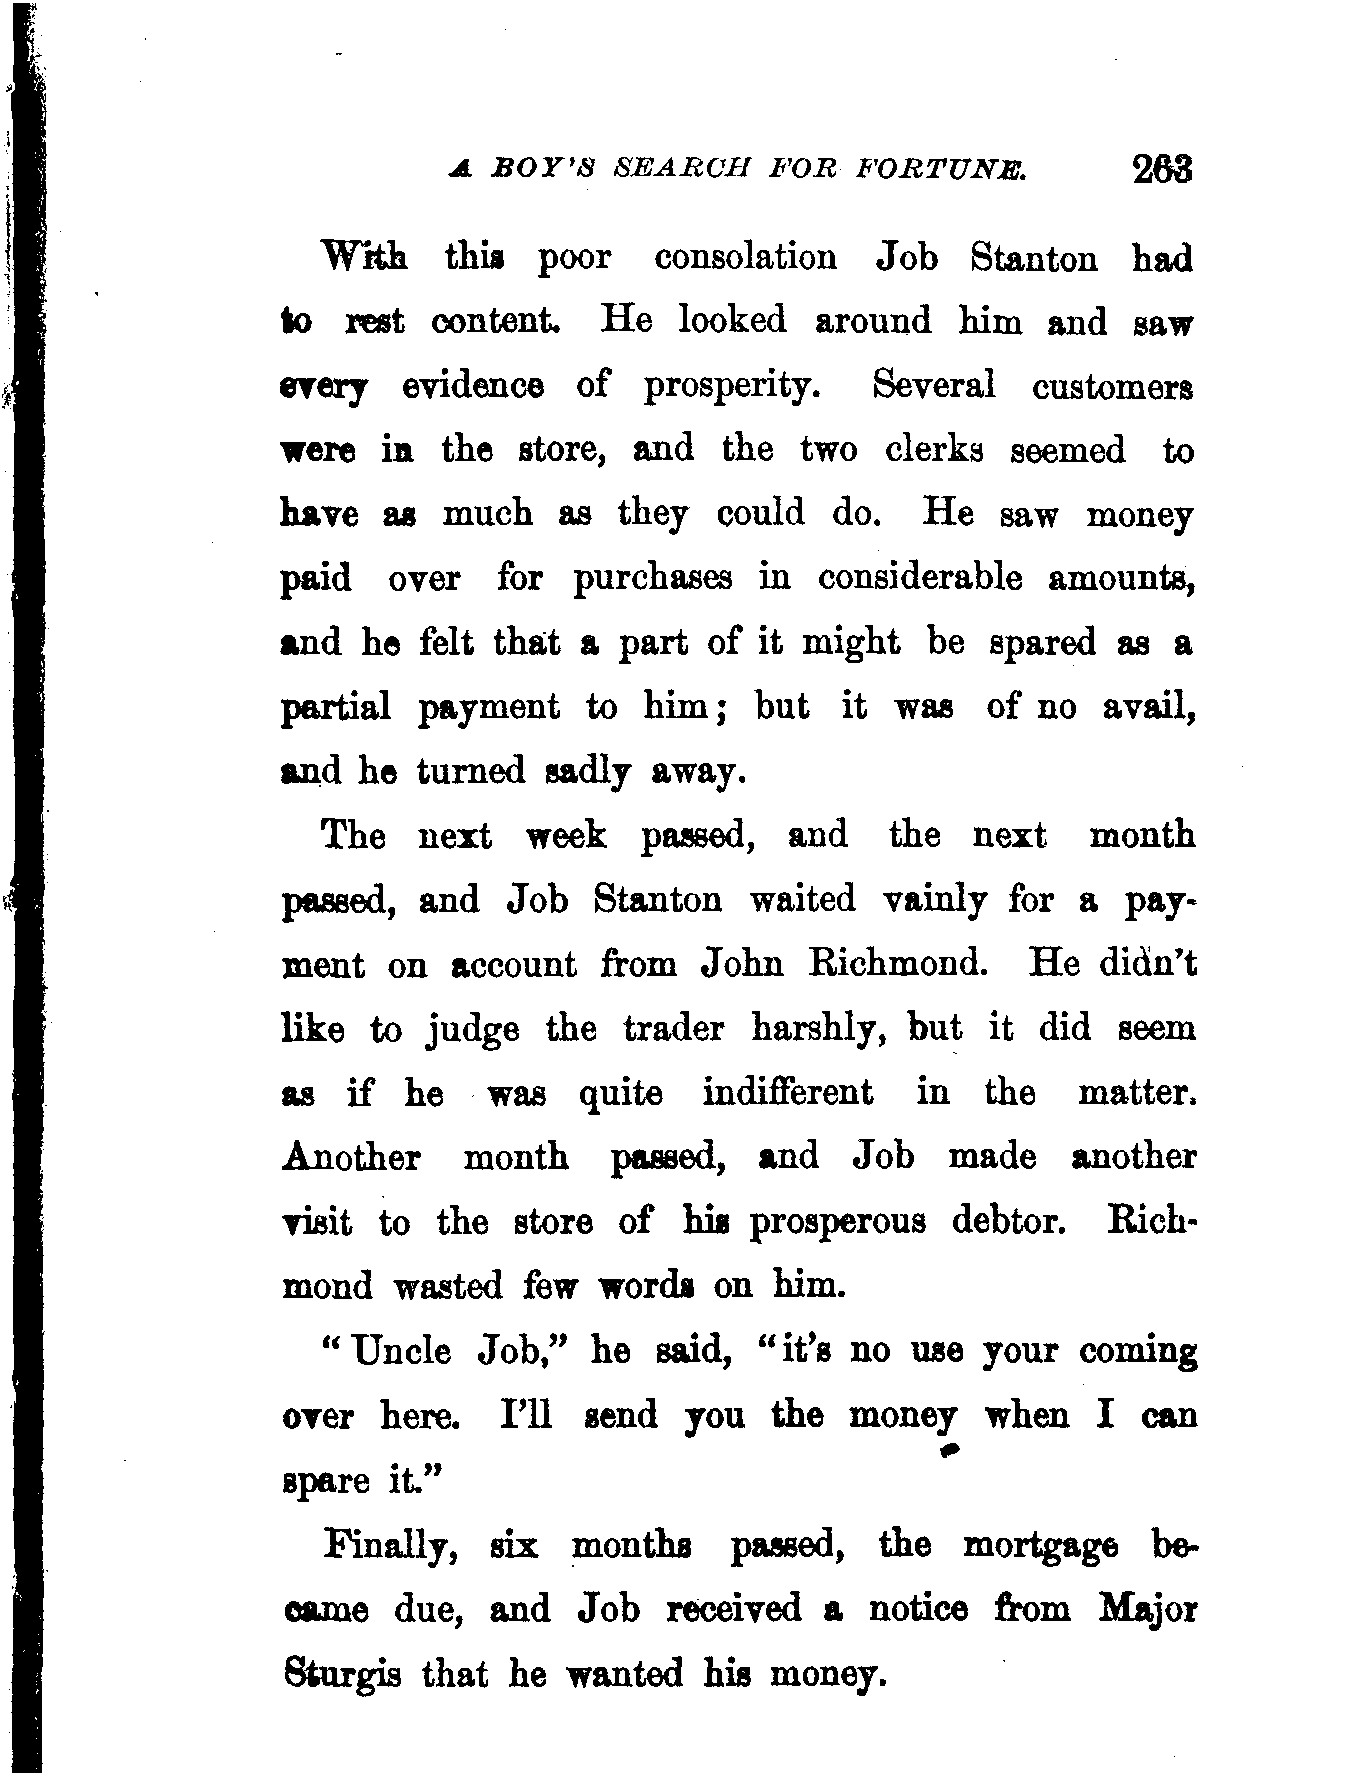 A BOY'S SEARCH FOR FORTUNE. 263
With this poor consolation Job Stanton had
to rest content. He looked around him and saw
every evidence of prosperity. Several customers
were in the store, and the two clerks seemed to
have as much as they could do. He saw money
paid over for purchases in considerable amounts,
and he felt that a part of it might be spared as a
partial payment to him; but it was of no avail,
and he turned sadly away.
The next week passed, and the next month
passed, and Job Stanton waited vainly for a pay-
ment on account from John Richmond. He didn't
like to judge the trader harshly, but it did seem
as if he was quite indifferent in the matter.
Another month passed, and Job made another
visit to the store of his prosperous debtor. Rich-
mond wasted few words on him.
"Uncle Job," he said, "it's no use your coming
over here. I'll send you the money when I can
spare it."
Finally, six months passed, the mortgage be-
came due, and Job received a notice from Major
Sturgis that he wanted his money.